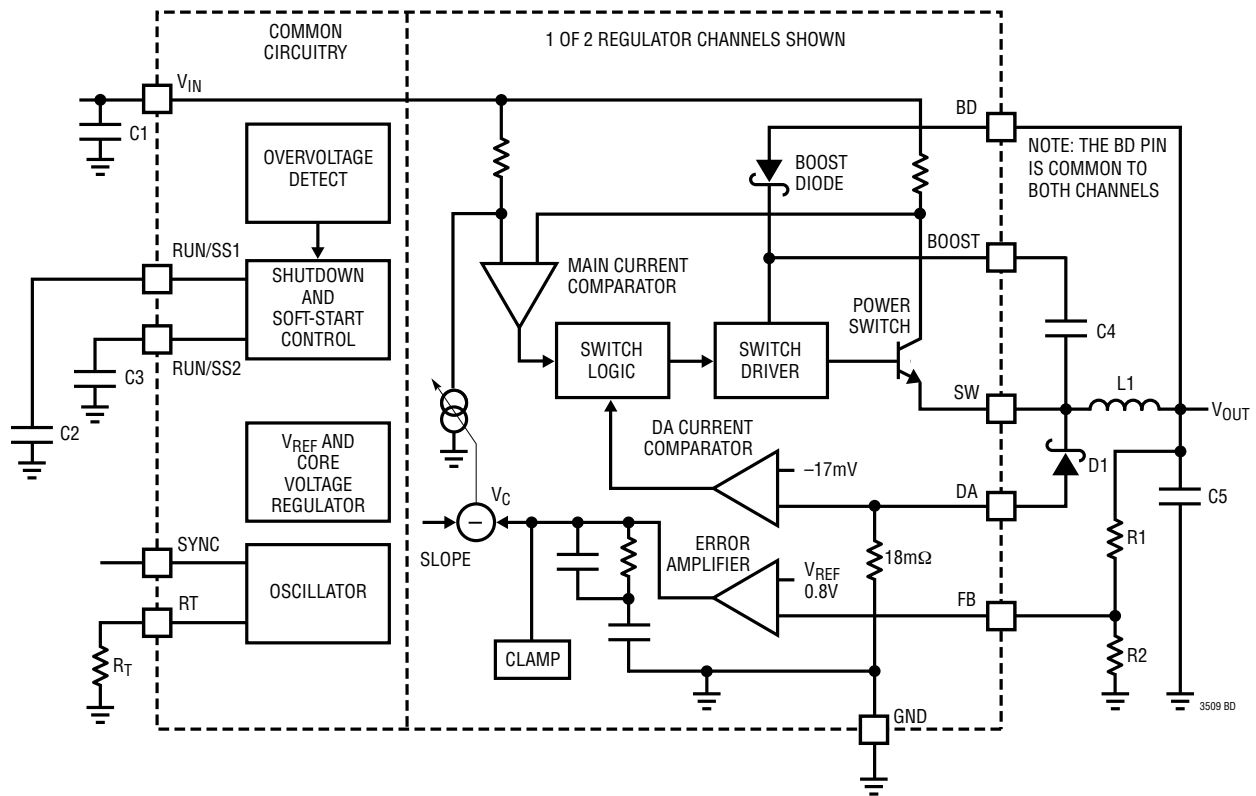 COMMON
CIRCUITRY
1 OF 2 REGULATOR CHANNELS SHOWN
VIN
C1
OVERVOLTAGE
DETECT
BD
NOTE: THE BD PIN
IS COMMON TO
BOTH CHANNELS
BOOST
DIODE
RUN/SS1
SHUTDOWN
AND
SOFT-START
CONTROL
RUN/SS2
C3
C2
MAIN CURRENT
COMPARATOR
BOOST
POWER
SWITCH
C4
SWITCH
LOGIC
SWITCH
DRIVER
SW
L1
VOUT
DA CURRENT
COMPARATOR
–17mV
D1
DA
C5
VREF AND
CORE
VOLTAGE
REGULATOR
VC
–
SLOPE
ERROR
AMPLIFIER
18mΩ
R1
VREF
0.8V
FB
SYNC
OSCILLATOR
RT
RT
CLAMP
R2
GND
3509 BD